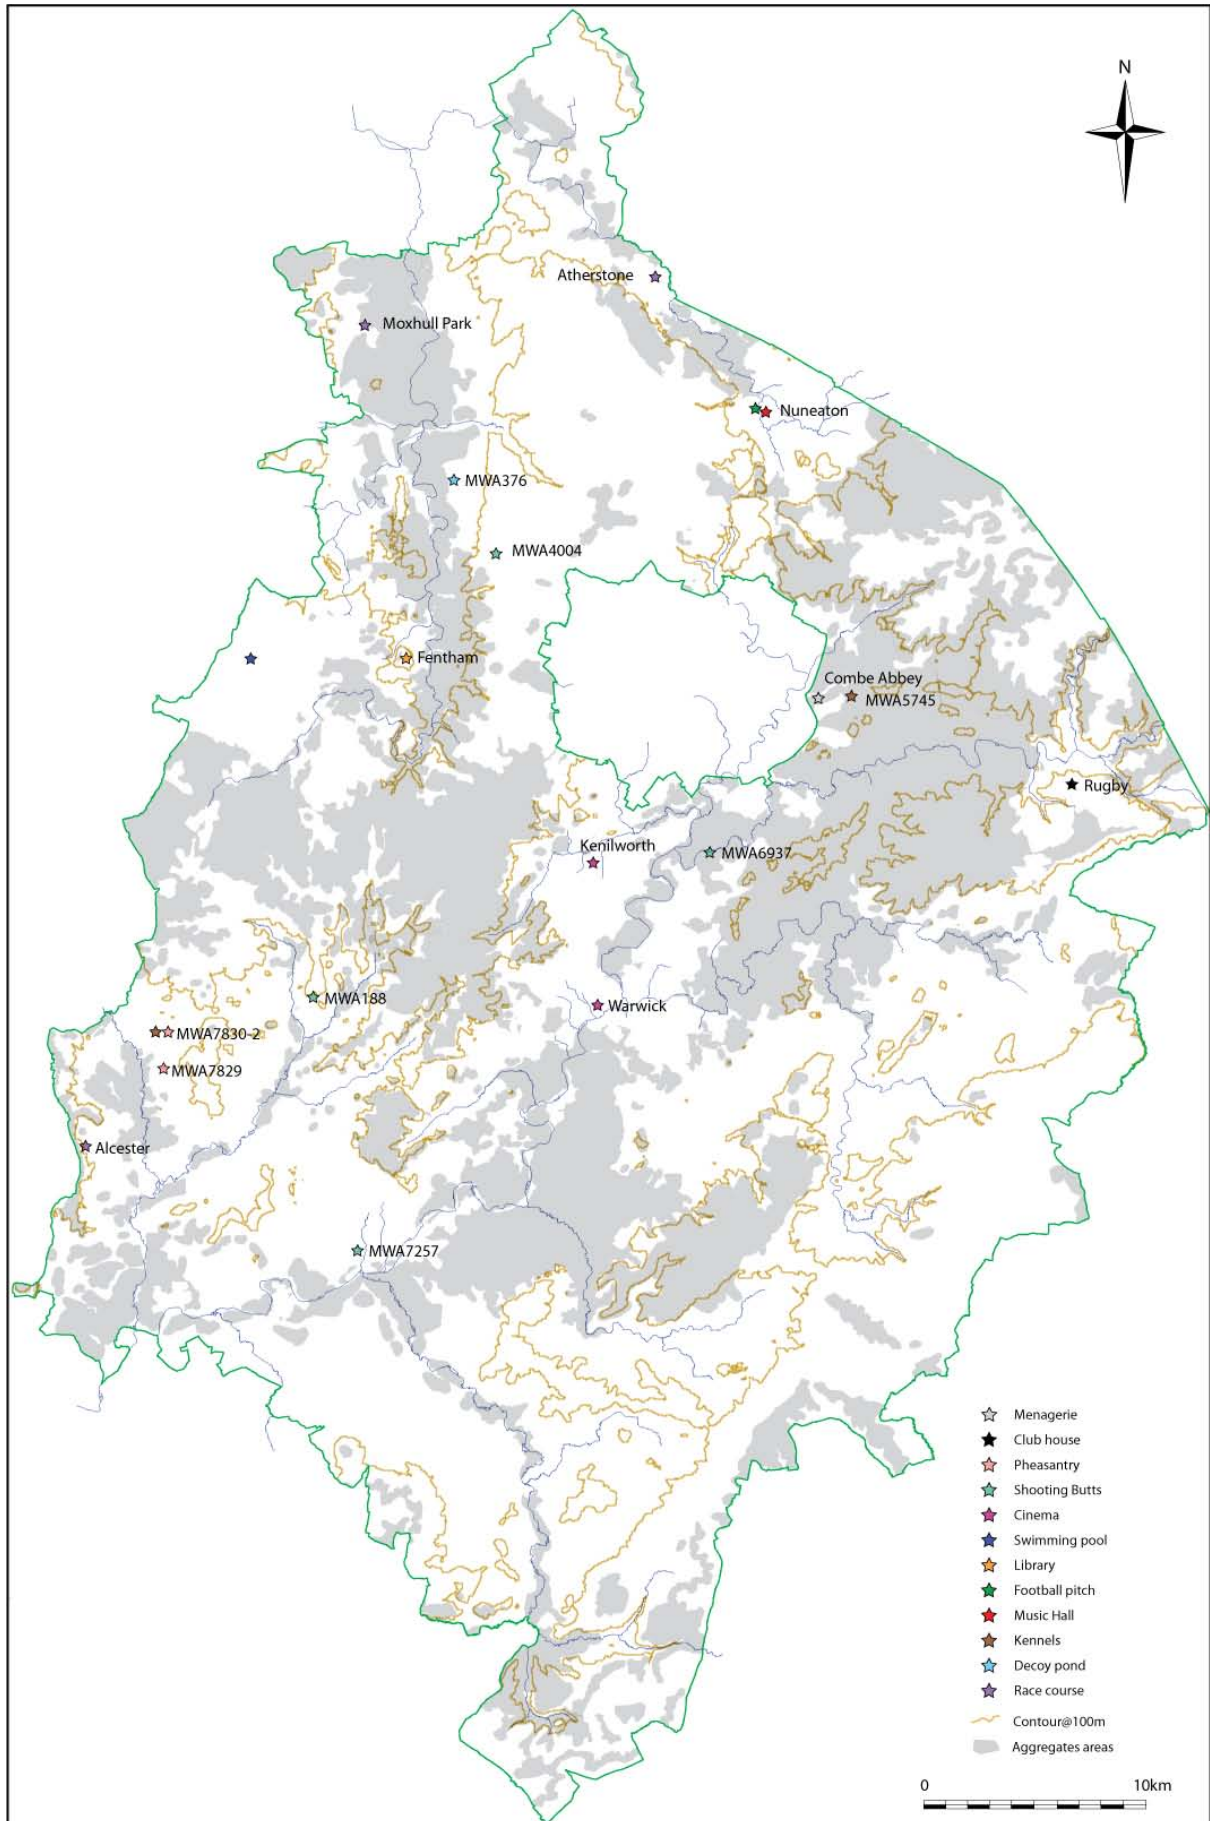 N
Atherstone
Moxhull Park
Nuneaton
MWA376
MWA4004
Fentham
Combe Abbey
MWA5745
Rugby
Kenilworth
MWA6937
MWA188
Warwick
MWA7830-2
MWA7829
Alcester
MWA7257
Menagerie
Club house
Pheasantry
Shooting Butts
Cinema
Swimming pool
Library
Football pitch
Music Hall
Kennels
Decoy pond
Race course
Contour@100m
Aggregates areas
0 10km